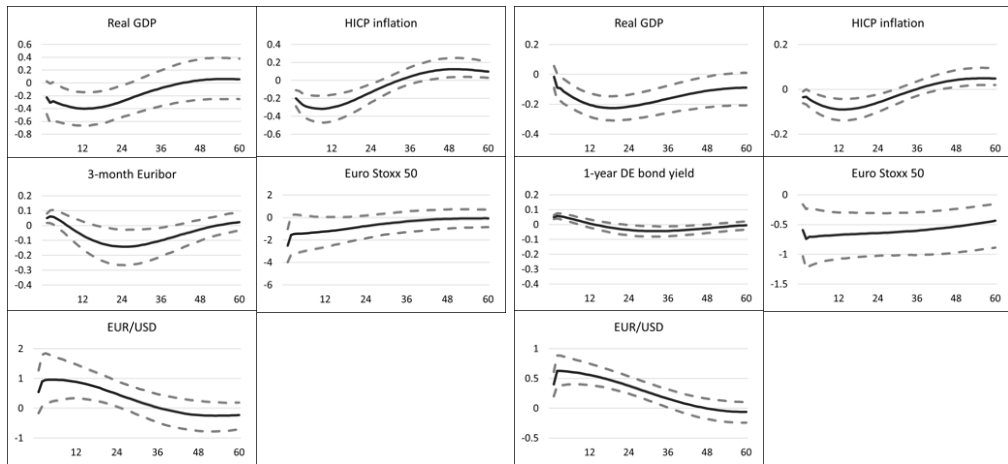 Real GDP
0.6
0.4
0.2
0
-0.2
-0.4
-0.6
-0.8
12 24 36 48 60
HICP inflation
0.4
0.2
0
-0.2
-0.4
-0.6
12 24 36 48 60
Real GDP
0.2
0
-0.2
-0.4
12 24 36 48 60
HICP inflation
0.2
0
-0.2
12 24 36 48 60
3-month Euribor
0.2
0.1
0
-0.1
-0.2
-0.3
-0.4
12 24 36 48 60
Euro Stoxx 50
2
0
-2
-4
-6
12 24 36 48 60
1-year DE bond yield
0.2
0.1
0
-0.1
-0.2
-0.3
-0.4
12 24 36 48 60
Euro Stoxx 50
0
-0.5
-1
-1.5
12 24 36 48 60
EUR/USD
2
1
0
-1
12 24 36 48 60
EUR/USD
1
0.5
0
-0.5
12 24 36 48 60